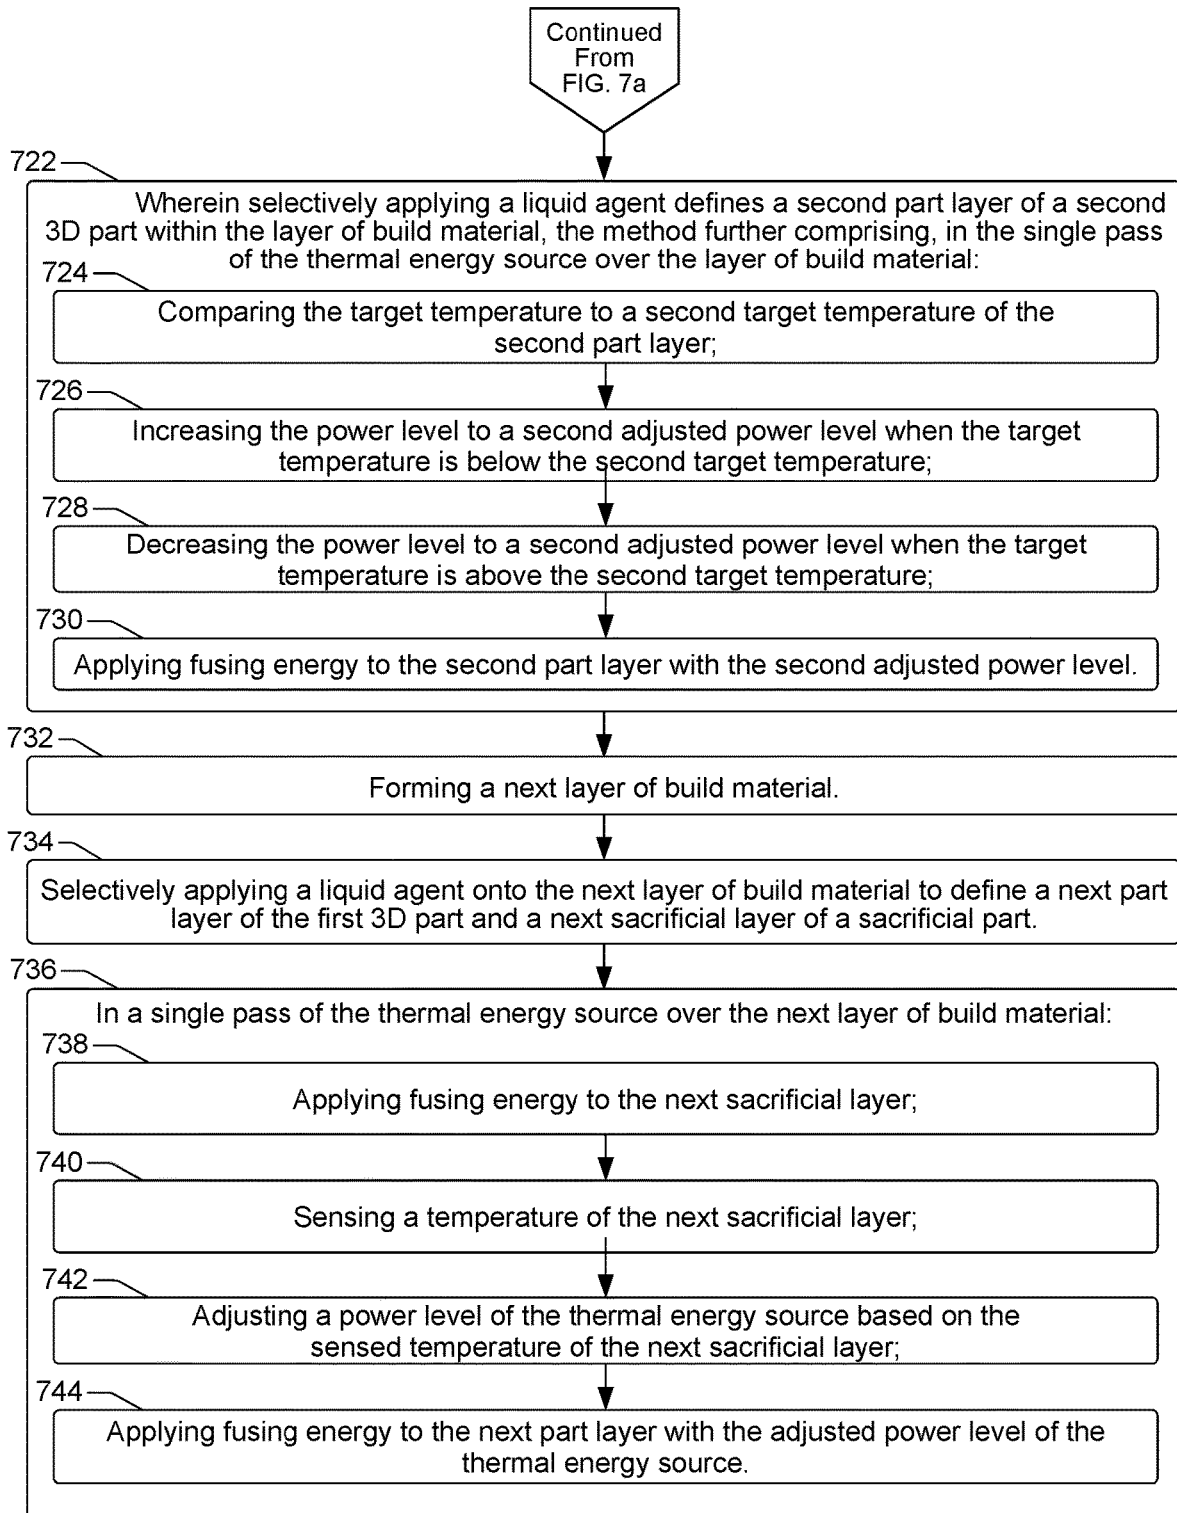 Continued
From
FIG. 7a
722
Wherein selectively applying a liquid agent defines a second part layer of a second
3D part within the layer of build material, the method further comprising, in the single pass
of the thermal energy source over the layer of build material:
724
Comparing the target temperature to a second target temperature of the
second part layer;
726
Increasing the power level to a second adjusted power level when the target
temperature is below the second target temperature;
728
Decreasing the power level to a second adjusted power level when the target
temperature is above the second target temperature;
730
Applying fusing energy to the second part layer with the second adjusted power level.
732
Forming a next layer of build material.
734
Selectively applying a liquid agent onto the next layer of build material to define a next part
layer of the first 3D part and a next sacrificial layer of a sacrificial part.
736
In a single pass of the thermal energy source over the next layer of build material:
738
Applying fusing energy to the next sacrificial layer;
740
Sensing a temperature of the next sacrificial layer;
742
Adjusting a power level of the thermal energy source based on the
sensed temperature of the next sacrificial layer;
744
Applying fusing energy to the next part layer with the adjusted power level of the
thermal energy source.